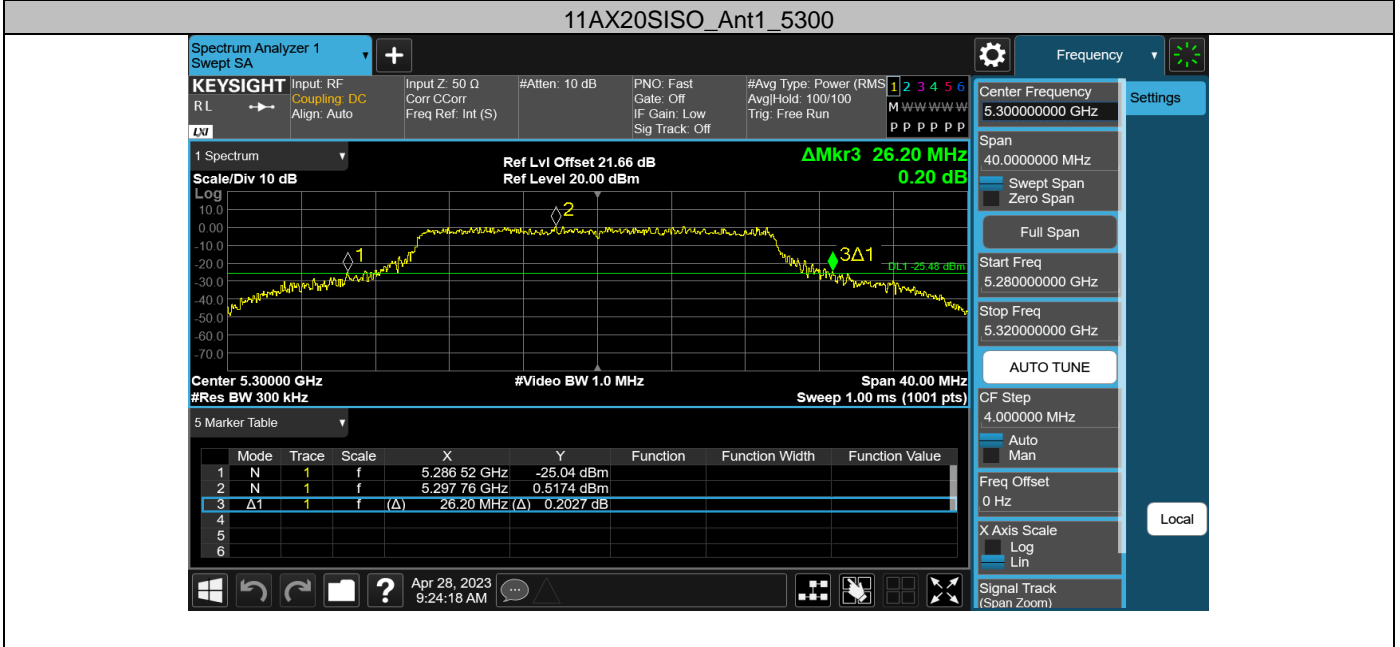 11AX20SISO_Ant1_5300
Spectrum Analyzer 1
Swept SA
Frequency
KEYSIGHT
R L
LXI
Input: RF
Coupling: DC
Align: Auto
Input Z: 50 Ω
Corr CCorr
Freq Ref: Int (S)
#Atten: 10 dB
PNO: Fast
Gate: Off
IF Gain: Low
Sig Track: Off
#Avg Type: Power (RMS
Avg|Hold: 100/100
Trig: Free Run
1 2 3 4 5 6
M W W W W W
P P P P P P
1 Spectrum
Scale/Div 10 dB
Ref Lvl Offset 21.66 dB
Ref Level 20.00 dBm
ΔMkr3 26.20 MHz
0.20 dB
Log
10.0
0.00
-10.0
-20.0
-30.0
-40.0
-50.0
-60.0
-70.0
1
2
3Δ1
DL1 -25.48 dBm
Center 5.30000 GHz
#Video BW 1.0 MHz
Span 40.00 MHz
#Res BW 300 kHz
Sweep 1.00 ms (1001 pts)
5 Marker Table
Mode Trace Scale X Y Function Function Width Function Value
1 N 1 f 5.286 52 GHz -25.04 dBm
2 N 1 f 5.297 76 GHz 0.5174 dBm
3 Δ1 1 f (Δ) 26.20 MHz (Δ) 0.2027 dB
4
5
6
?
Apr 28, 2023
9:24:18 AM
Center Frequency
5.300000000 GHz
Span
40.0000000 MHz
Swept Span
Zero Span
Full Span
Start Freq
5.280000000 GHz
Stop Freq
5.320000000 GHz
AUTO TUNE
CF Step
4.000000 MHz
Auto
Man
Freq Offset
0 Hz
X Axis Scale
Log
Lin
Signal Track
(Span Zoom)
Settings
Local